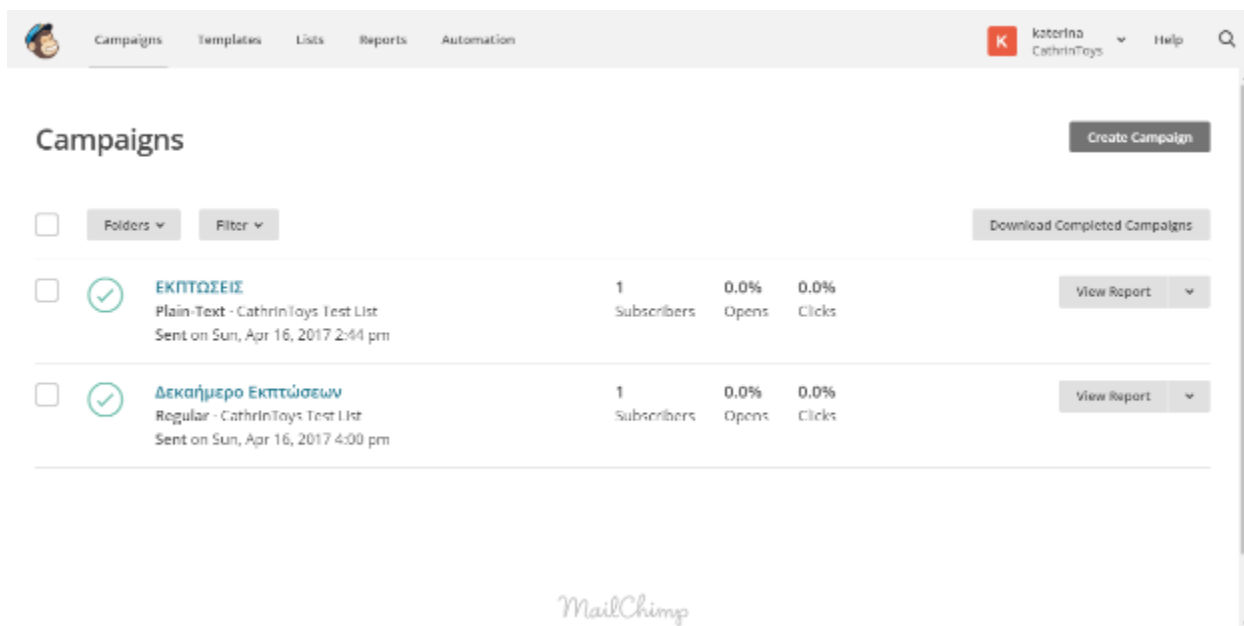 Campaigns Templates Lists Reports Automation
K katerina Help
CathrinToys
Campaigns
Create Campaign
Folders Filter Download Completed Campaigns
ΕΚΠΤΩΣΕΙΣ 1 0.0% 0.0% View Report
Plain-Text · CathrinToys Test List Subscribers Opens Clicks
Sent on Sun, Apr 16, 2017 2:44 pm
Δεκαήμερο Εκπτώσεων 1 0.0% 0.0% View Report
Regular · CathrinToys Test List Subscribers Opens Clicks
Sent on Sun, Apr 16, 2017 4:00 pm
MailChimp